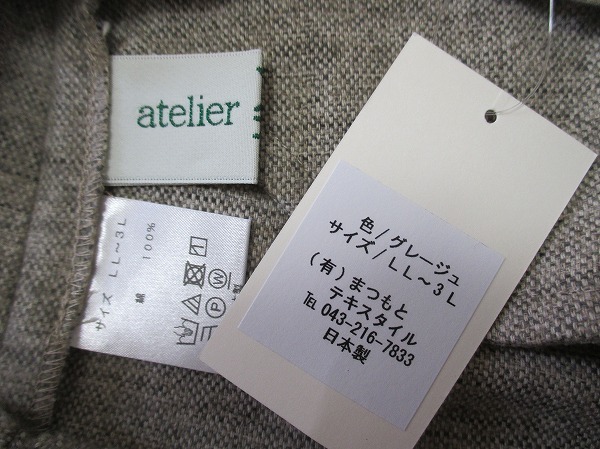 atelier
サイズ LL～3L
綿 100%
色/グレージュ
サイズ/LL～3L
(有)まつもと
テキスタイル
℡ 043-216-7833
日本製